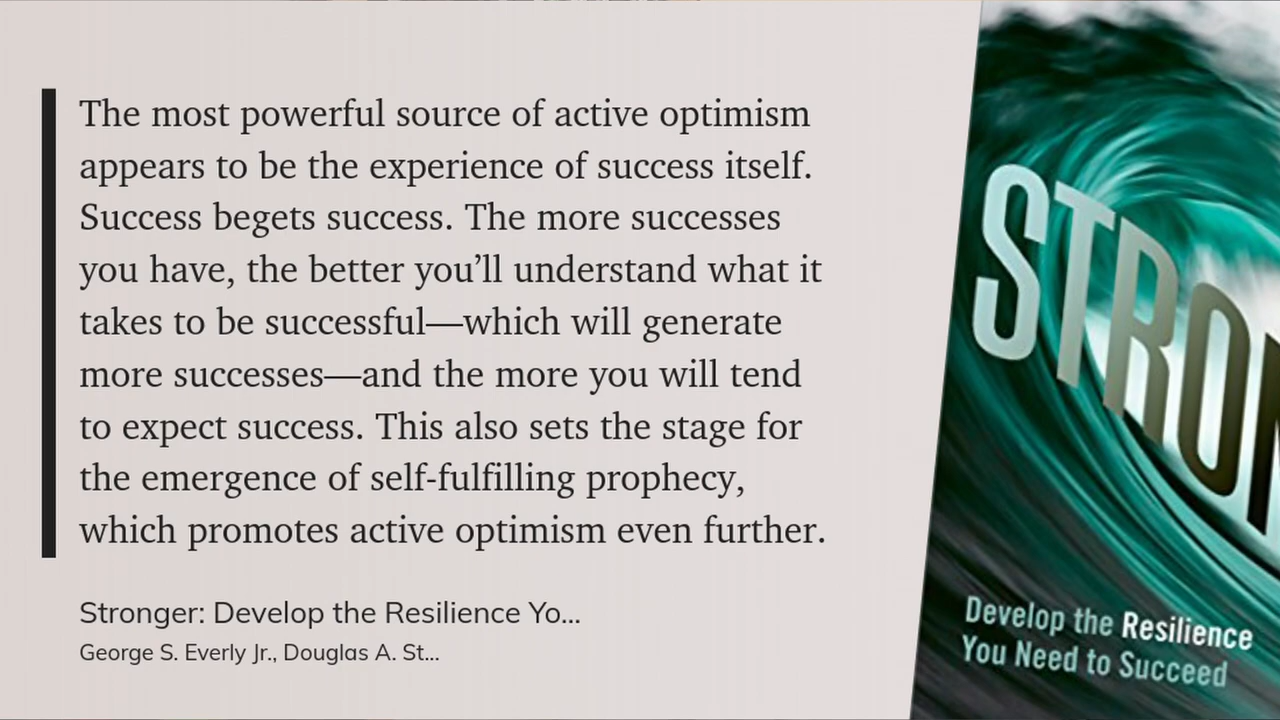 The most powerful source of active optimism
appears to be the experience of success itself.
Success begets success. The more successes
you have, the better you’ll understand what it
takes to be successful—which will generate
more successes—and the more you will tend
to expect success. This also sets the stage for
the emergence of self-fulfilling prophecy,
which promotes active optimism even further.
Stronger: Develop the Resilience Yo...
George S. Everly Jr., Douglas A. St...
STRON
Develop the Resilience
You Need to Succeed